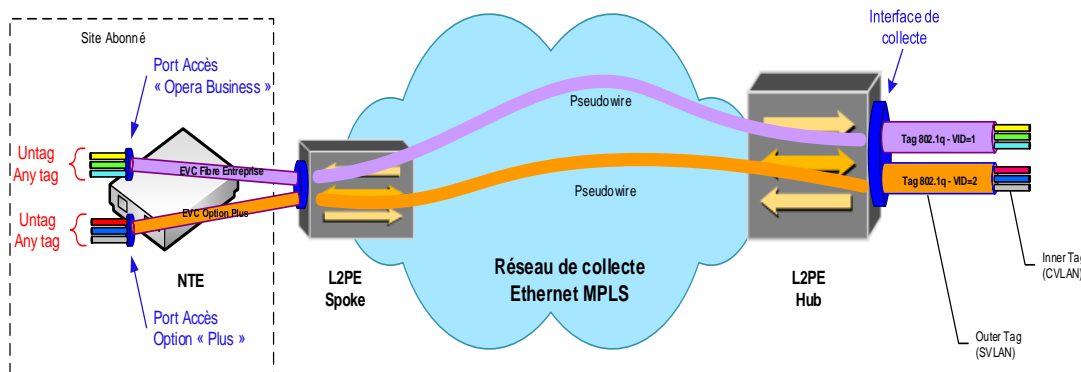 Site Abonné
Port Accès
« Opera Business »
Untag
Any tag
EVC Fibre Entreprise
EVC Option Plus
Untag
Any tag
NTE
Port Accès
Option « Plus »
L2PE
Spoke
Pseudowire
Pseudowire
Réseau de collecte
Ethernet MPLS
L2PE
Hub
Interface de
collecte
Tag 802.1q - VID=1
Tag 802.1q - VID=2
Inner Tag
(CVLAN)
Outer Tag
(SVLAN)